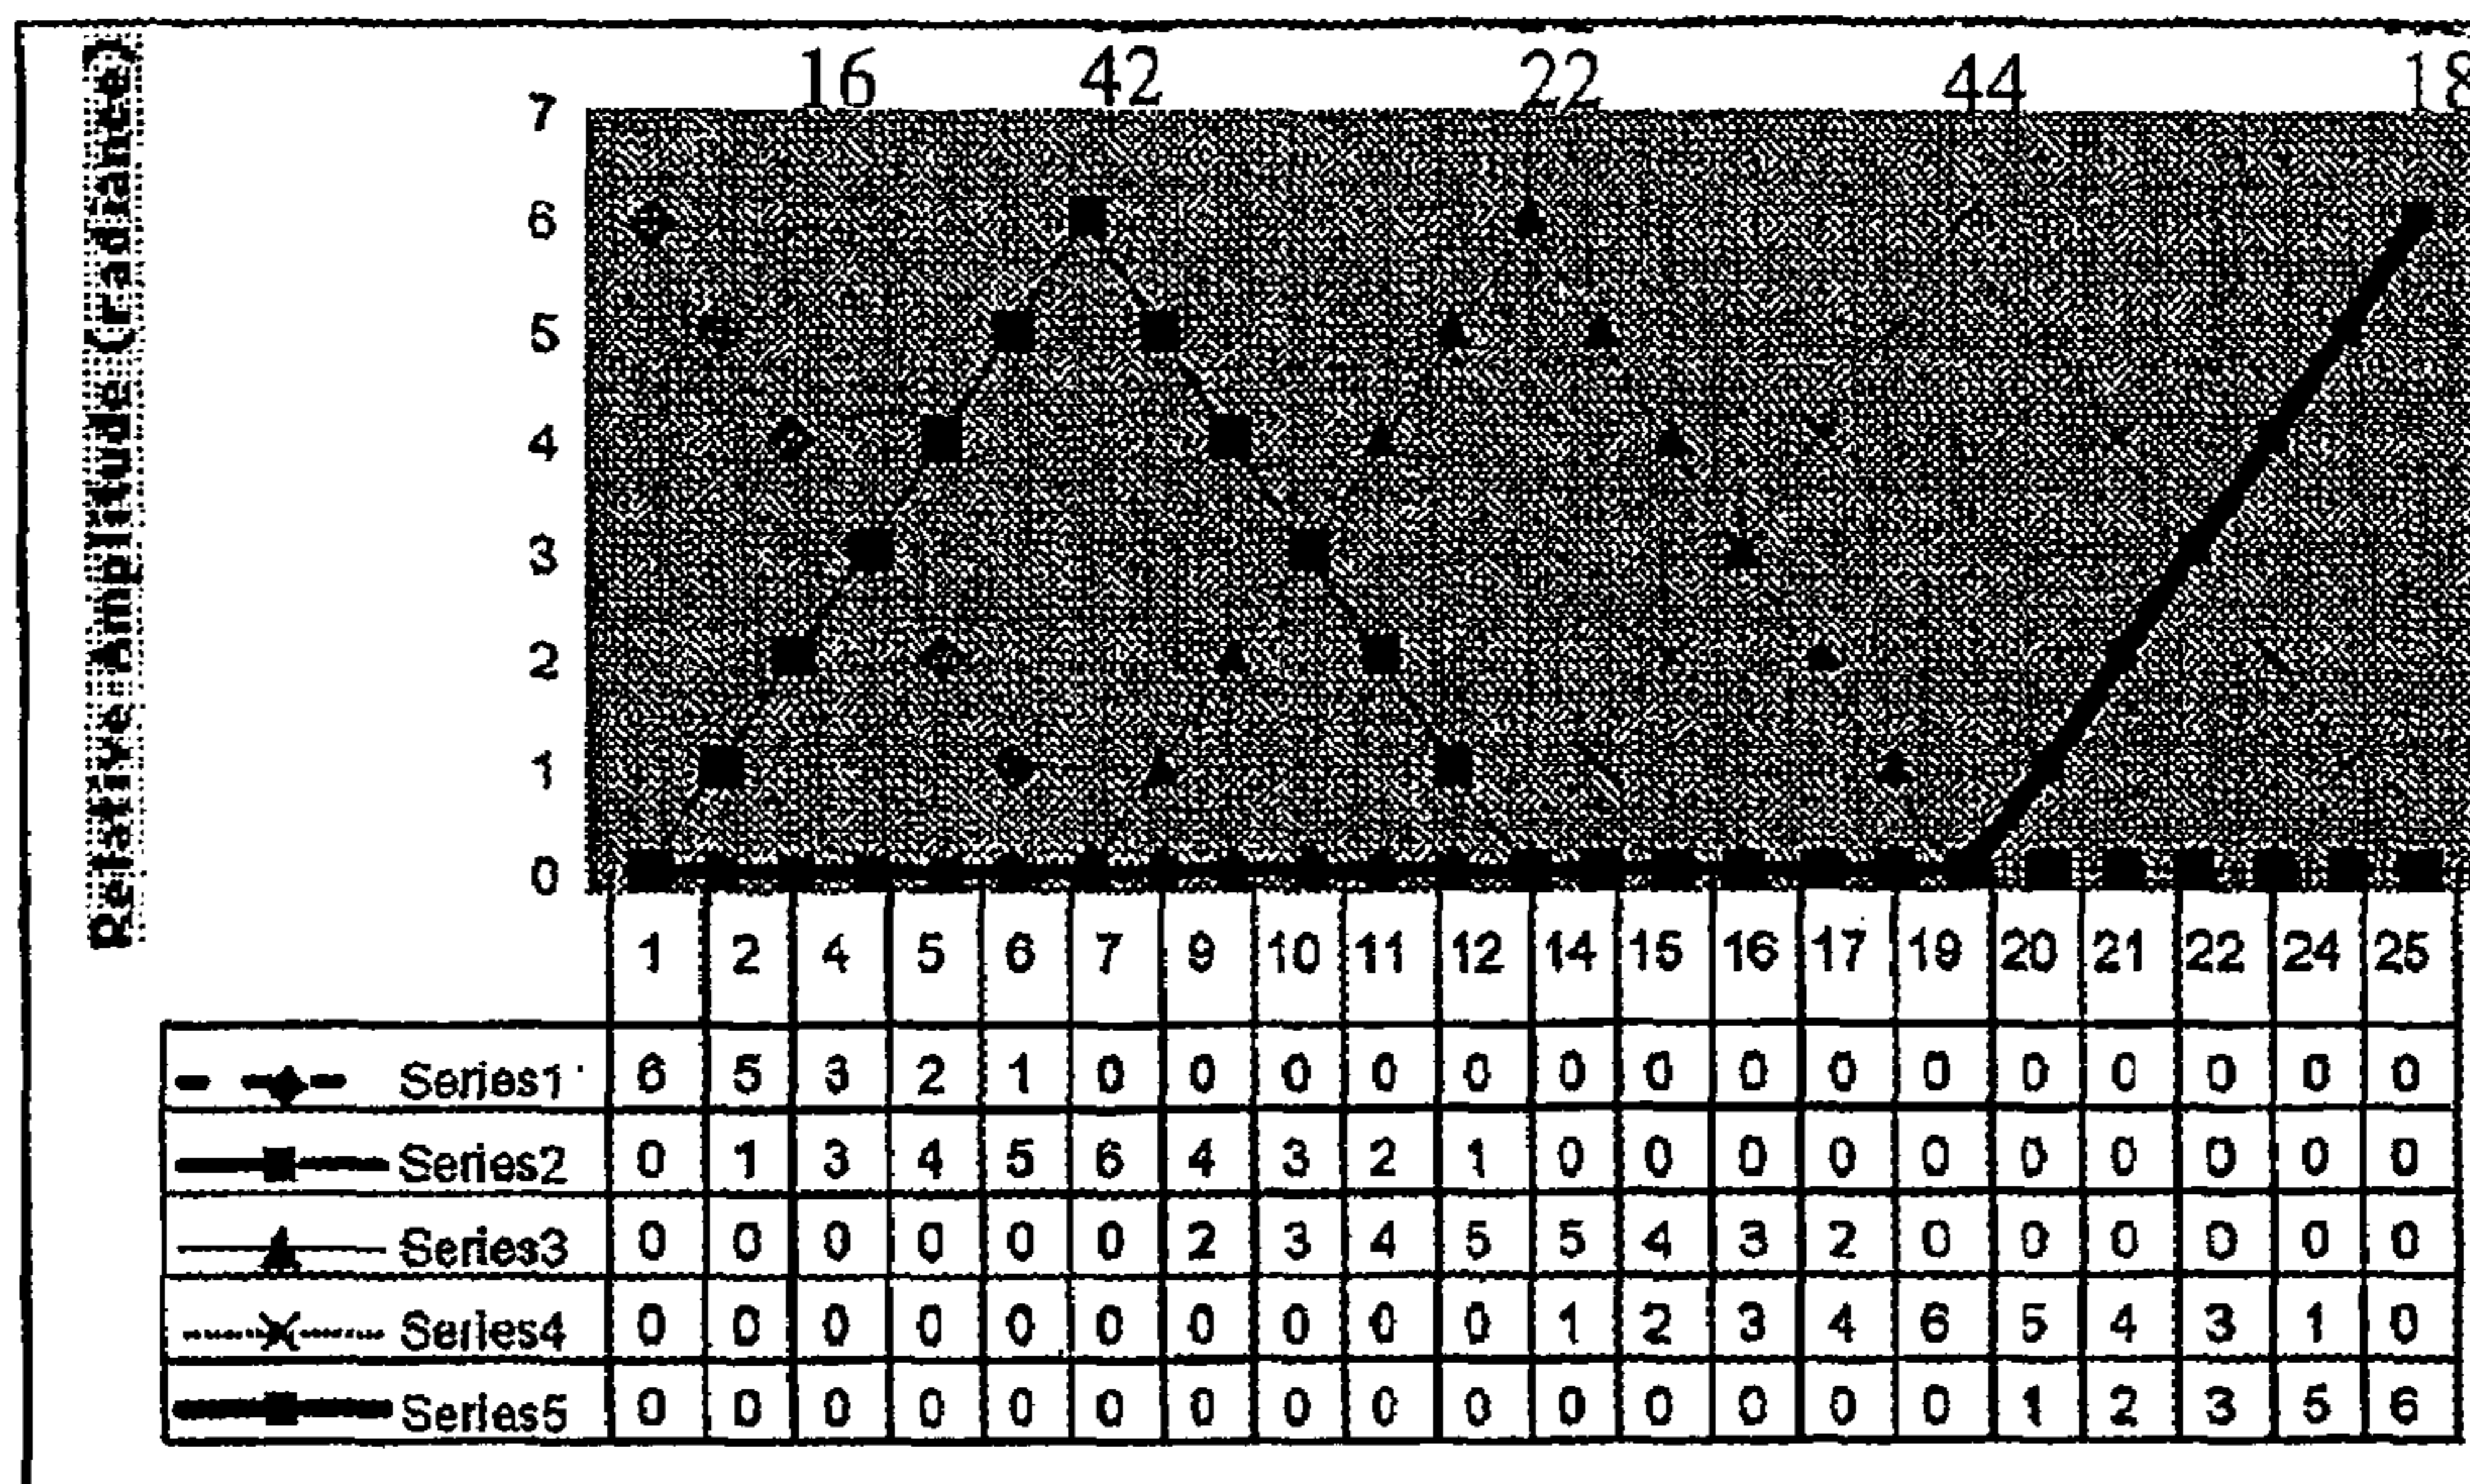 Relative Amplitude (radiance)
16 42 22 44 18
7
6
5
4
3
2
1
0
1 2 4 5 6 7 9 10 11 12 14 15 16 17 19 20 21 22 24 25
Series1 6 5 3 2 1 0 0 0 0 0 0 0 0 0 0 0 0 0 0 0
Series2 0 1 3 4 5 6 4 3 2 1 0 0 0 0 0 0 0 0 0 0
Series3 0 0 0 0 0 0 2 3 4 5 5 4 3 2 0 0 0 0 0 0
Series4 0 0 0 0 0 0 0 0 0 0 1 2 3 4 6 5 4 3 1 0
Series5 0 0 0 0 0 0 0 0 0 0 0 0 0 0 0 1 2 3 5 6